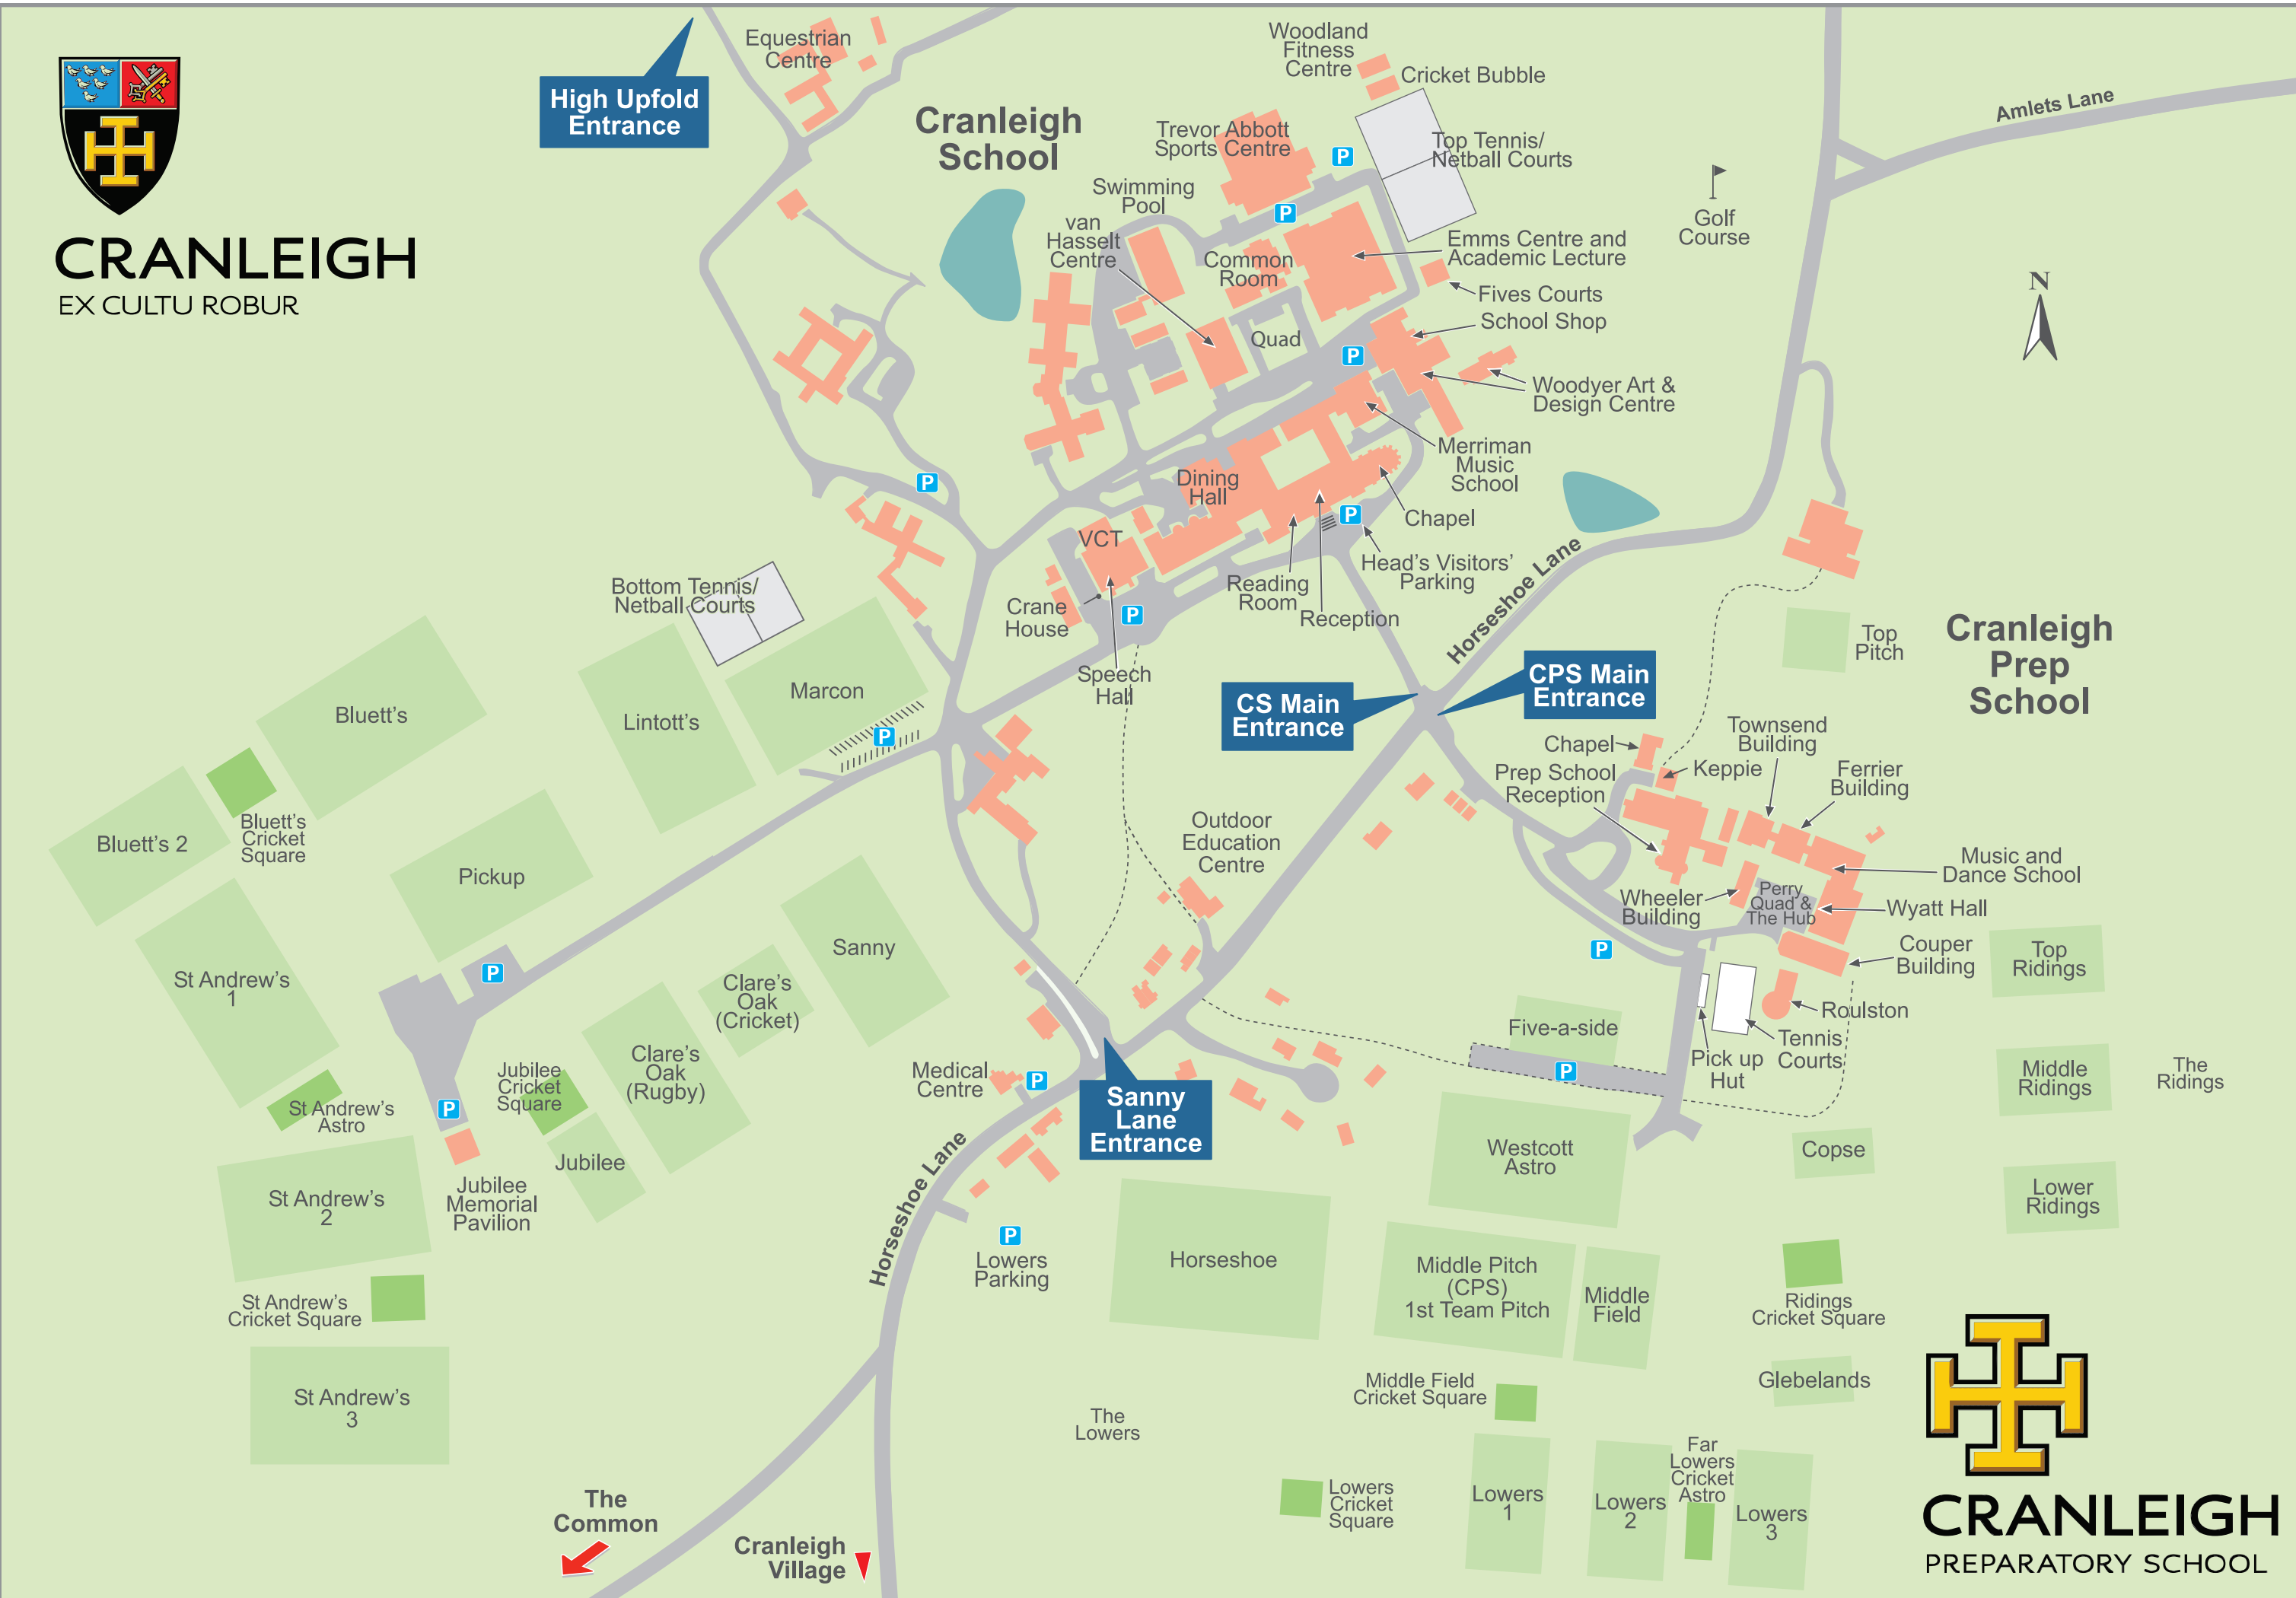 CRANLEIGH
EX CULTU ROBUR
High Upfold
Entrance
Equestrian
Centre
Cranleigh
School
Woodland
Fitness
Centre
Cricket Bubble
Trevor Abbott
Sports Centre
P
Top Tennis/
Netball Courts
Amlets Lane
Swimming
Pool
P
van
Hasselt
Centre
Common
Room
Emms Centre and
Academic Lecture
Golf
Course
Fives Courts
School Shop
N
Quad
P
Woodyer Art &
Design Centre
Merriman
Music
School
Dining
Hall
P
Chapel
P
VCT
Head's Visitors'
Parking
Reading
Room
Reception
Crane
House
P
Speech
Hall
Horseshoe Lane
Bottom Tennis/
Netball Courts
Bluett's
Lintott's
Marcon
P
CS Main
Entrance
CPS Main
Entrance
Top
Pitch
Cranleigh
Prep
School
Chapel
Townsend
Building
Keppie
Prep School
Reception
Ferrier
Building
Bluett's
Cricket
Square
Bluett's 2
Pickup
Outdoor
Education
Centre
Music and
Dance School
Wheeler
Building
Perry
Quad &
The Hub
Wyatt Hall
Couper
Building
Top
Ridings
P
St Andrew's
1
P
Sanny
Clare's
Oak
(Cricket)
Roulston
Five-a-side
Pick up
Hut
Tennis
Courts
P
Clare's
Oak
(Rugby)
Jubilee
Cricket
Square
Medical
Centre
P
Middle
Ridings
The
Ridings
St Andrew's
Astro
P
Sanny
Lane
Entrance
Jubilee
Westcott
Astro
Copse
St Andrew's
2
Jubilee
Memorial
Pavilion
Lower
Ridings
Horseshoe Lane
P
Lowers
Parking
Horseshoe
Middle Pitch
(CPS)
1st Team Pitch
Middle
Field
Ridings
Cricket Square
St Andrew's
Cricket Square
St Andrew's
3
Middle Field
Cricket Square
Glebelands
The
Lowers
Lowers
Cricket
Square
Lowers
1
Lowers
2
Far
Lowers
Cricket
Astro
Lowers
3
The
Common
Cranleigh
Village
CRANLEIGH
PREPARATORY SCHOOL